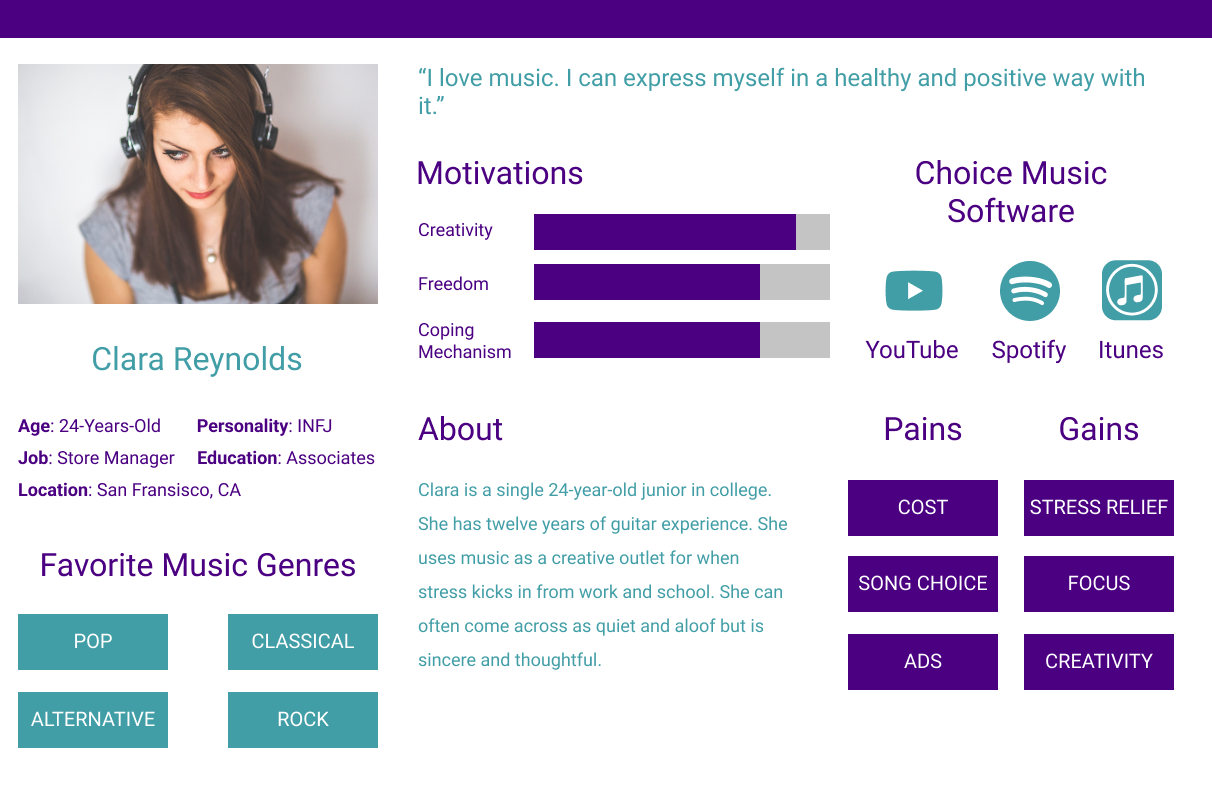 “I love music. I can express myself in a healthy and positive way with
it.”
Clara Reynolds
Age: 24-Years-Old
Personality: INFJ
Job: Store Manager
Education: Associates
Location: San Fransisco, CA
Favorite Music Genres
POP
CLASSICAL
ALTERNATIVE
ROCK
Motivations
Creativity
Freedom
Coping
Mechanism
Choice Music
Software
YouTube
Spotify
Itunes
About
Clara is a single 24-year-old junior in college.
She has twelve years of guitar experience. She
uses music as a creative outlet for when
stress kicks in from work and school. She can
often come across as quiet and aloof but is
sincere and thoughtful.
Pains
COST
SONG CHOICE
ADS
Gains
STRESS RELIEF
FOCUS
CREATIVITY